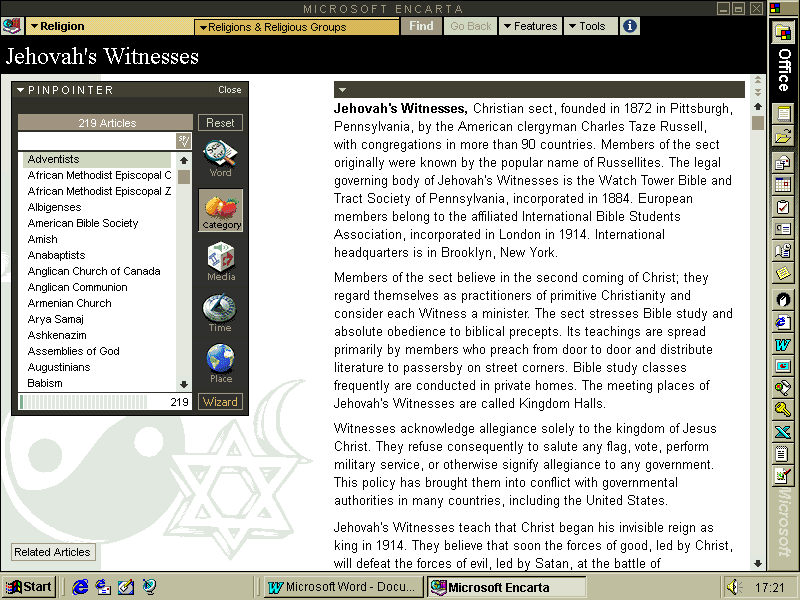 MICROSOFT ENCARTA
Religion
Religions & Religious Groups
Find
Go Back
Features
Tools
Jehovah's Witnesses
PINPOINTER
Close
219 Articles
Reset
Adventists
African Methodist Episcopal C
African Methodist Episcopal Z
Albigenses
American Bible Society
Amish
Anabaptists
Anglican Church of Canada
Anglican Communion
Armenian Church
Arya Samaj
Ashkenazim
Assemblies of God
Augustinians
Babism
219
Word
Category
Media
Time
Place
Wizard
Related Articles
Jehovah's Witnesses, Christian sect, founded in 1872 in Pittsburgh,
Pennsylvania, by the American clergyman Charles Taze Russell,
with congregations in more than 90 countries. Members of the sect
originally were known by the popular name of Russellites. The legal
governing body of Jehovah's Witnesses is the Watch Tower Bible and
Tract Society of Pennsylvania, incorporated in 1884. European
members belong to the affiliated International Bible Students
Association, incorporated in London in 1914. International
headquarters is in Brooklyn, New York.
Members of the sect believe in the second coming of Christ; they
regard themselves as practitioners of primitive Christianity and
consider each Witness a minister. The sect stresses Bible study and
absolute obedience to biblical precepts. Its teachings are spread
primarily by members who preach from door to door and distribute
literature to passersby on street corners. Bible study classes
frequently are conducted in private homes. The meeting places of
Jehovah's Witnesses are called Kingdom Halls.
Witnesses acknowledge allegiance solely to the kingdom of Jesus
Christ. They refuse consequently to salute any flag, vote, perform
military service, or otherwise signify allegiance to any government.
This policy has brought them into conflict with governmental
authorities in many countries, including the United States.
Jehovah's Witnesses teach that Christ began his invisible reign as
king in 1914. They believe that soon the forces of good, led by Christ,
will defeat the forces of evil, led by Satan, at the battle of
Office
Microsoft
Start
Microsoft Word - Docu...
Microsoft Encarta
17:21